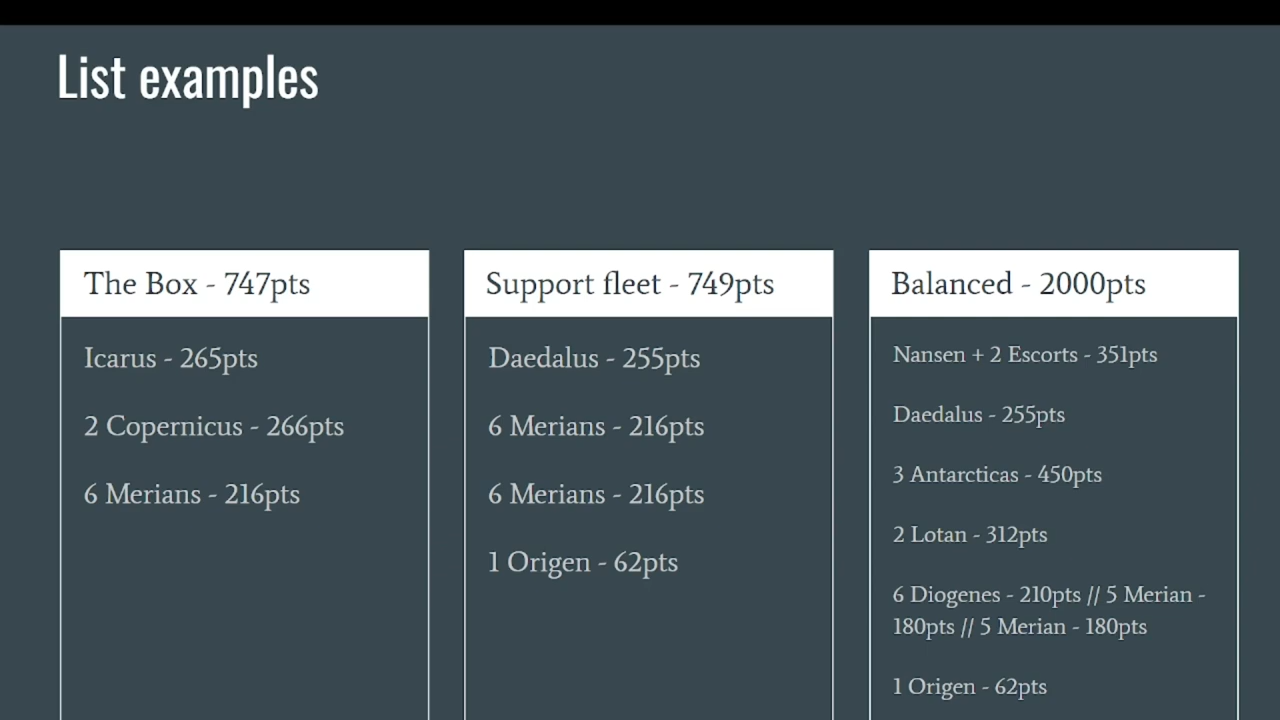 List examples
The Box - 747pts
Icarus - 265pts
2 Copernicus - 266pts
6 Merians - 216pts
Support fleet - 749pts
Daedalus - 255pts
6 Merians - 216pts
6 Merians - 216pts
1 Origen - 62pts
Balanced - 2000pts
Nansen + 2 Escorts - 351pts
Daedalus - 255pts
3 Antarcticas - 450pts
2 Lotan - 312pts
6 Diogenes - 210pts // 5 Merian -
180pts // 5 Merian - 180pts
1 Origen - 62pts